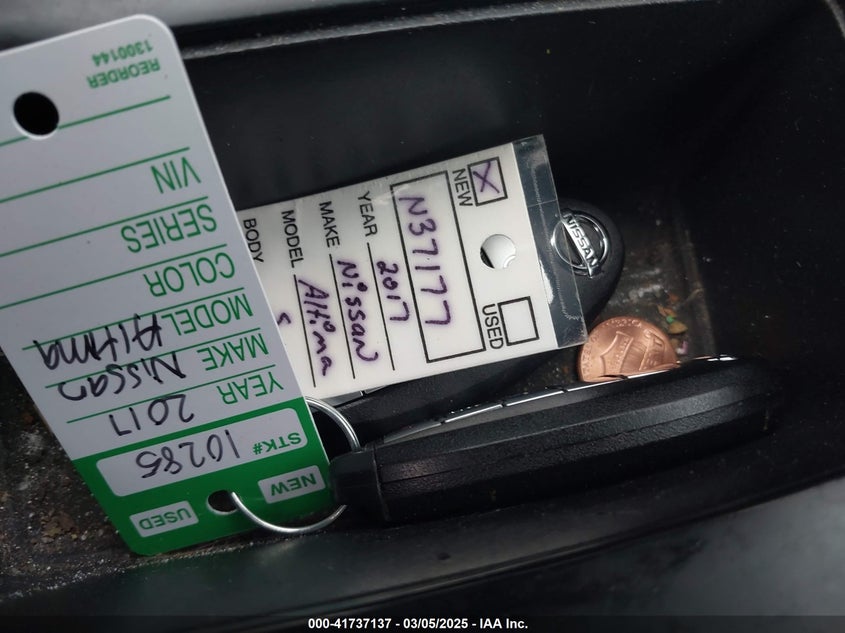 REORDER
1300144
VIN
SERIES
COLOR
MODEL Altima
MAKE Nissan
YEAR 2017
STK# 10285
NEW
USED
NEW X
USED
N37177
YEAR 2017
MAKE Nissan
MODEL Altima
BODY
NISSAN
000-41737137 - 03/05/2025 - IAA Inc.